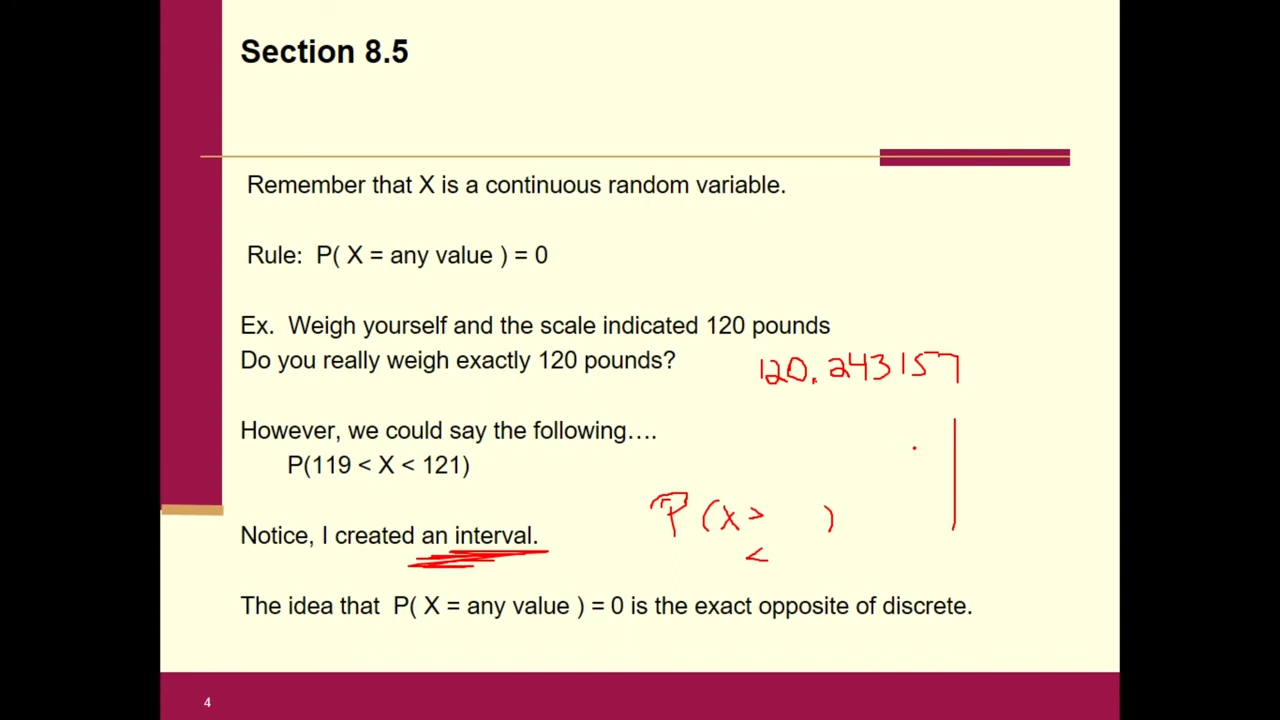 Section 8.5
Remember that X is a continuous random variable.
Rule: P( X = any value ) = 0
Ex. Weigh yourself and the scale indicated 120 pounds
Do you really weigh exactly 120 pounds?
120.243157
However, we could say the following….
P(119 < X < 121)
P (X > )
<
Notice, I created an interval.
The idea that P( X = any value ) = 0 is the exact opposite of discrete.
4